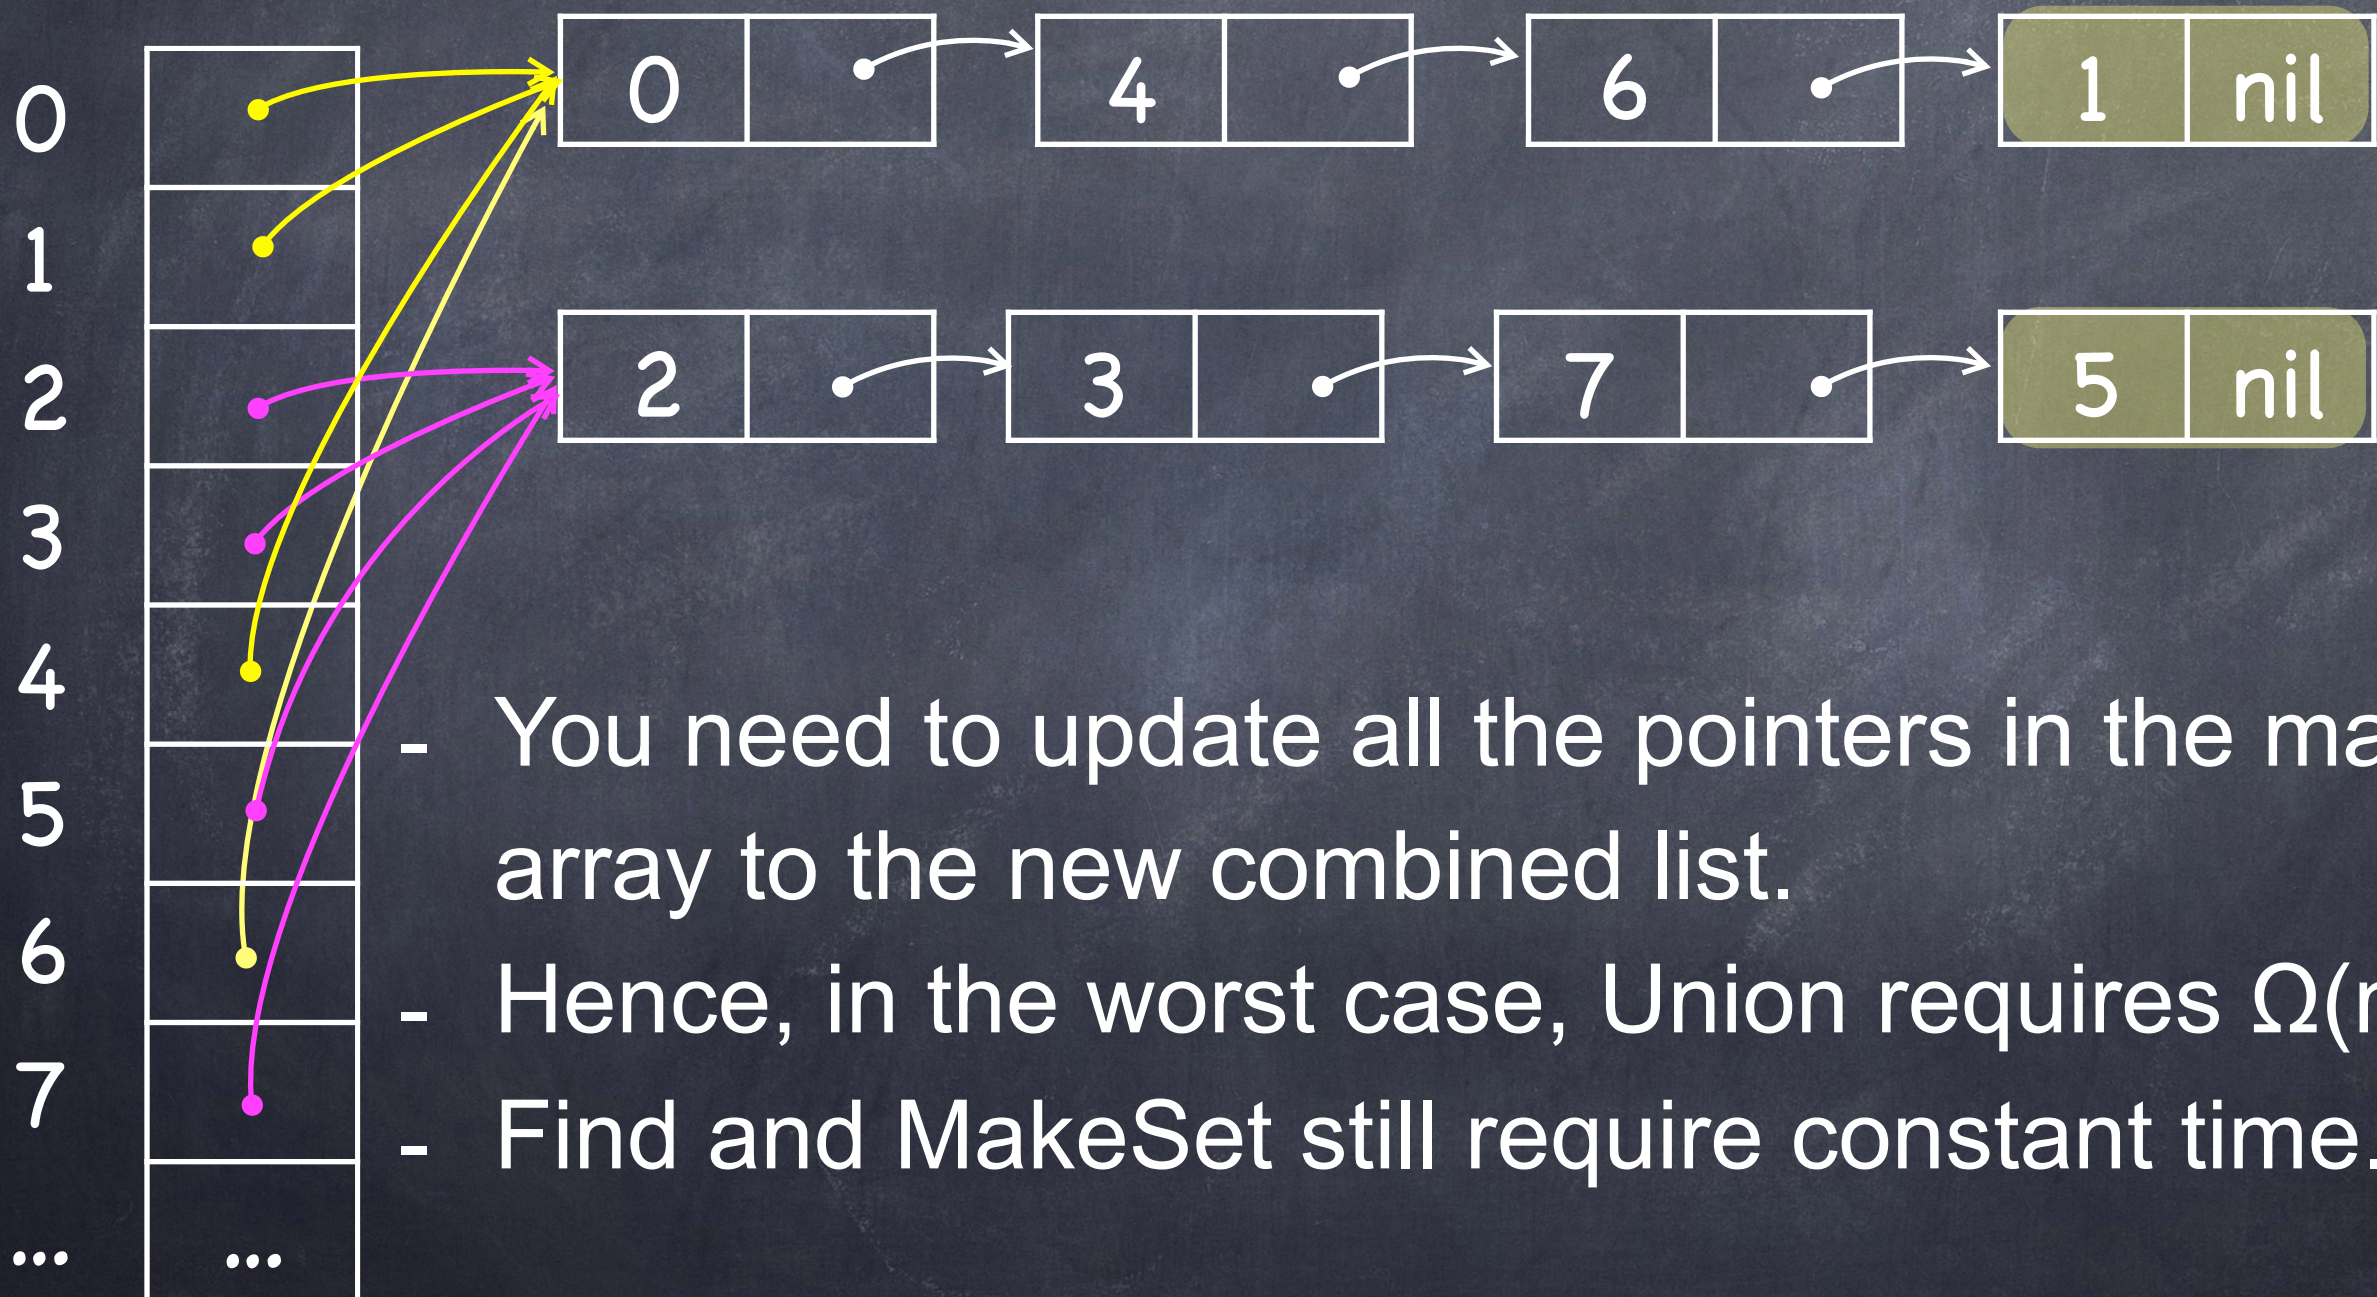 0 4 6 1 nil
0
1
2 3 7 5 nil
2
3
4
- You need to update all the pointers in the
5
array to the new combined list.
6
- Hence, in the worst case, Union requires
7
- Find and MakeSet still require constant time.
... ...